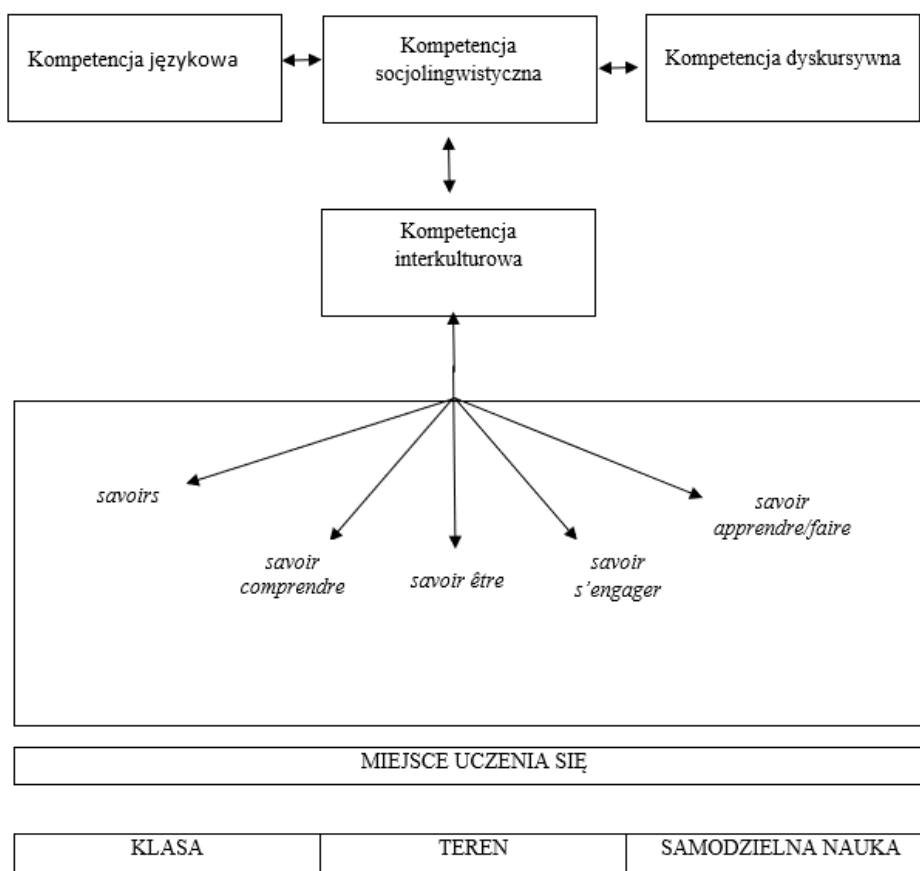 Kompetencja językowa
Kompetencja
socjolingwistyczna
Kompetencja dyskursywna
Kompetencja
interkulturowa
savoirs
savoir
comprendre
savoir être
savoir
s’engager
savoir
apprendre/faire
MIEJSCE UCZENIA SIĘ
KLASA
TEREN
SAMODZIELNA NAUKA